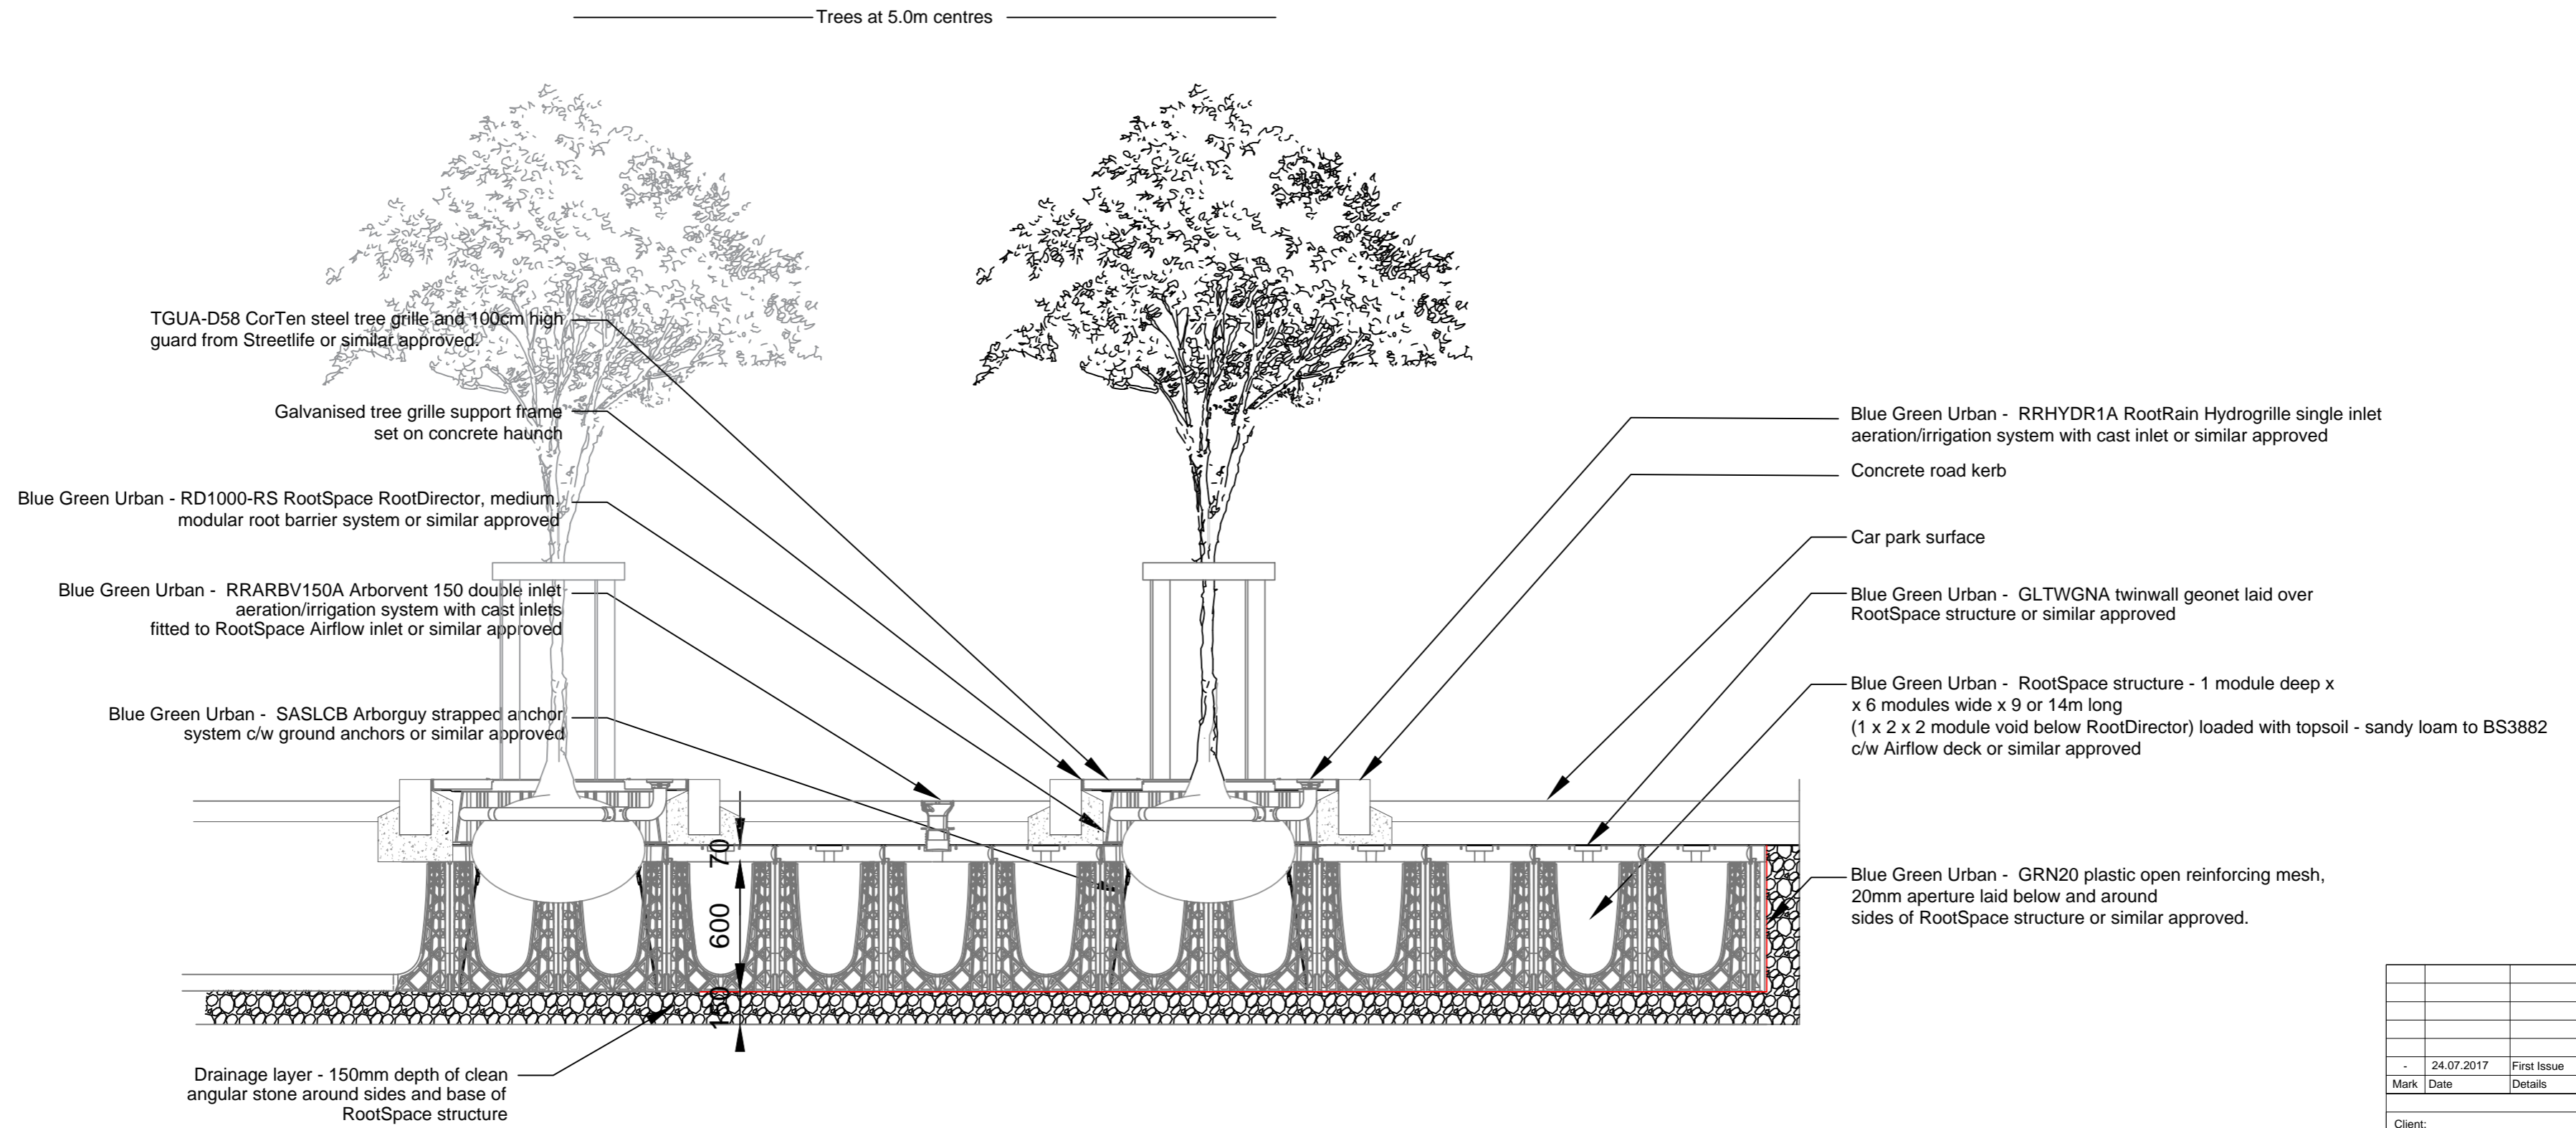 Trees at 5.0m centres
TGUA-D58 CorTen steel tree grille and 100cm high
guard from Streetlife or similar approved.
Galvanised tree grille support frame
set on concrete haunch
Blue Green Urban - RD1000-RS RootSpace RootDirector, medium,
modular root barrier system or similar approved
Blue Green Urban - RRARBV150A Arborvent 150 double inlet
aeration/irrigation system with cast inlets
fitted to RootSpace Airflow inlet or similar approved
Blue Green Urban - SASLCB Arborguy strapped anchor
system c/w ground anchors or similar approved
70
600
150
Drainage layer - 150mm depth of clean
angular stone around sides and base of
RootSpace structure
Blue Green Urban - RRHYDR1A RootRain Hydrogrille single inlet
aeration/irrigation system with cast inlet or similar approved
Concrete road kerb
Car park surface
Blue Green Urban - GLTWGNA twinwall geonet laid over
RootSpace structure or similar approved
Blue Green Urban - RootSpace structure - 1 module deep x
x 6 modules wide x 9 or 14m long
(1 x 2 x 2 module void below RootDirector) loaded with topsoil - sandy loam to BS3882
c/w Airflow deck or similar approved
Blue Green Urban - GRN20 plastic open reinforcing mesh,
20mm aperture laid below and around
sides of RootSpace structure or similar approved.
- 24.07.2017 First Issue
Mark Date Details
Client: